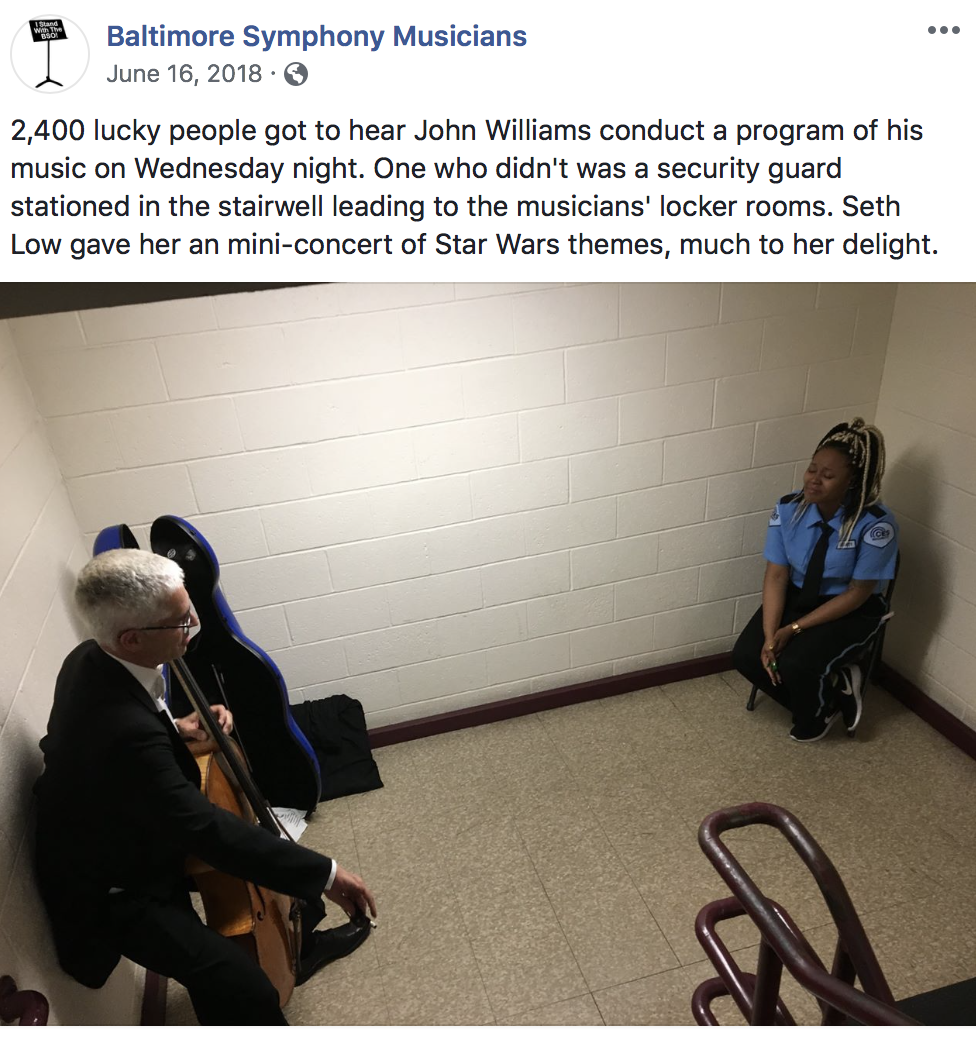 I Stand
With The
BSO!
Baltimore Symphony Musicians
June 16, 2018 ·
2,400 lucky people got to hear John Williams conduct a program of his
music on Wednesday night. One who didn't was a security guard
stationed in the stairwell leading to the musicians' locker rooms. Seth
Low gave her an mini-concert of Star Wars themes, much to her delight.
CES